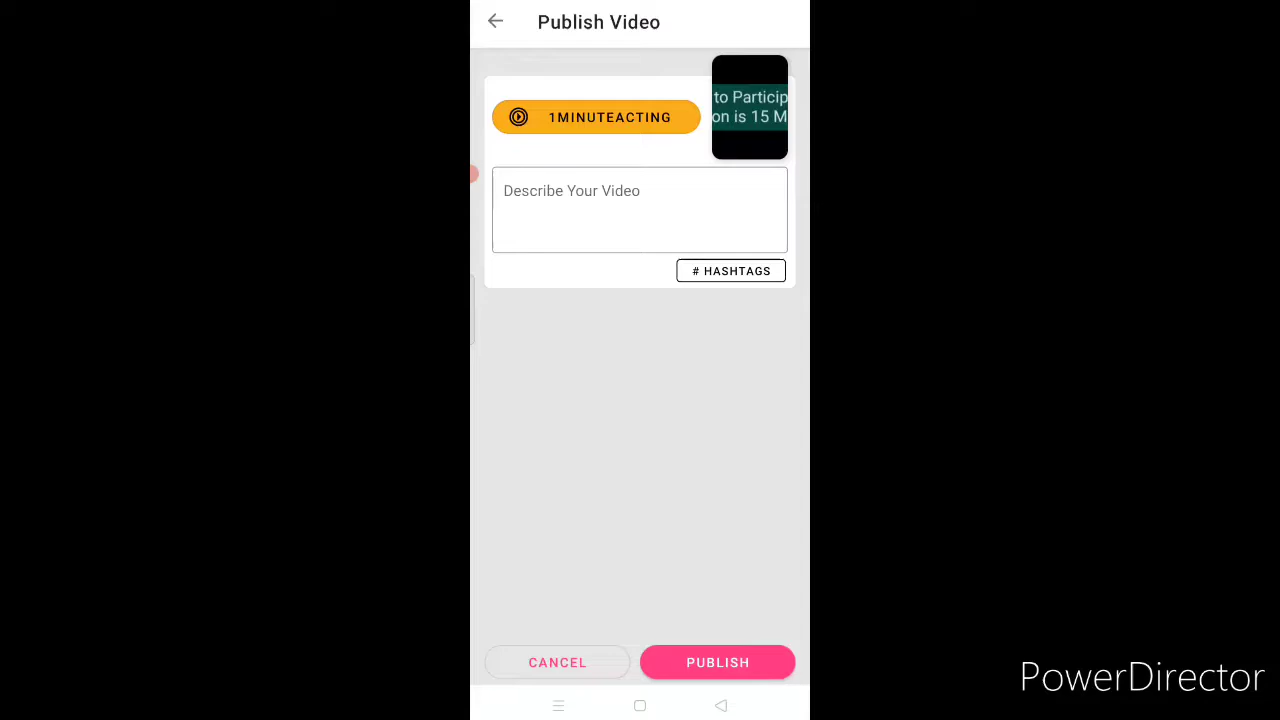 Publish Video
to Particip
on is 15 M
1MINUTEACTING
Describe Your Video
# HASHTAGS
CANCEL
PUBLISH
PowerDirector